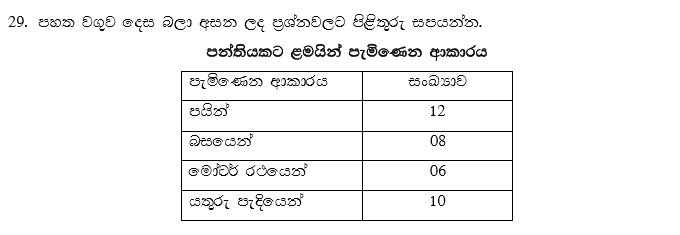 29. පහත වගුව දෙස බලා අසන ලද ප්‍රශ්නවලට පිළිතුරු සපයන්න.
පන්තියකට ළමයින් පැමිණෙන ආකාරය
පැමිණෙන ආකාරය සංඛ්‍යාව
පයින් 12
බසයෙන් 08
මෝටර් රථයෙන් 06
යතුරු පැදියෙන් 10